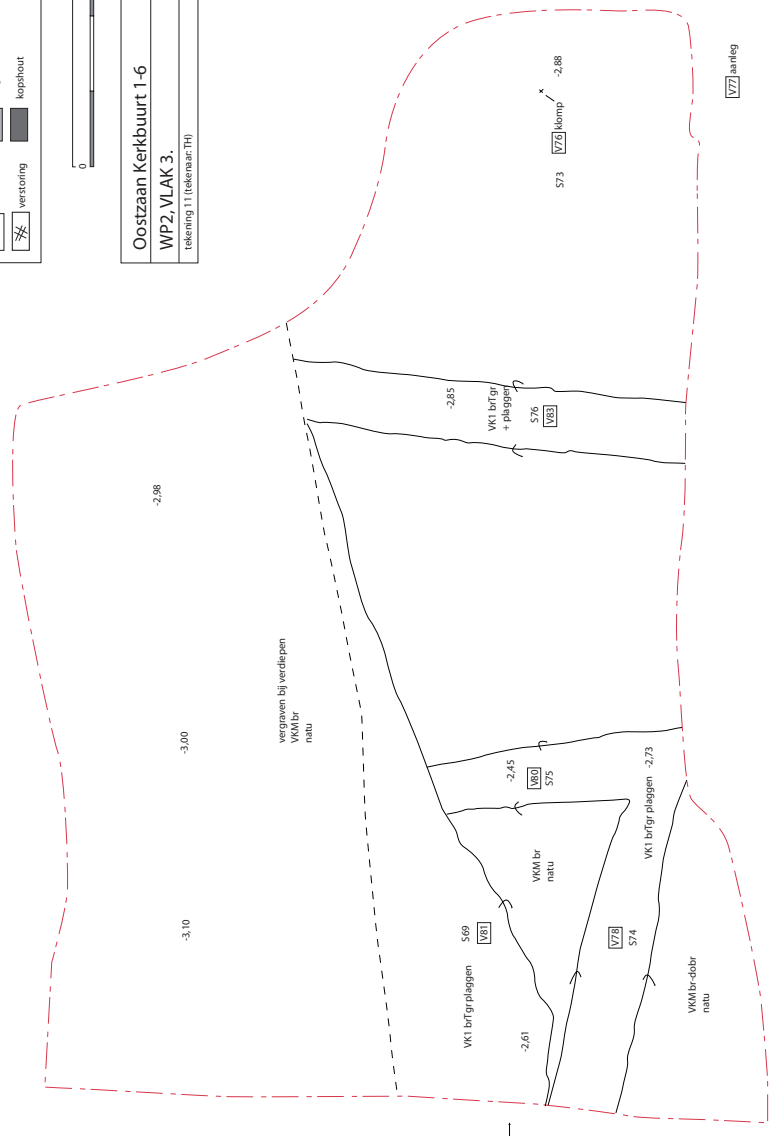 kopshout
verstoring
0
Oostzaan Kerkbuurt 1-6
WP2, VLAK 3.
tekening 11 (tekenaar: TH)
-3,10
-3,00
-2,98
vergraven bij verdiepen
VKM br
natu
-2,85
VK1 brTgr
+ plaggen
S76
V83
S73
V76 klomp
-2,88
V77 aanleg
VK1 brTgr plaggen
S69
V81
-2,61
VKM br
natu
-2,45
V80
S75
V78
S74
VK1 brTgr plaggen
-2,73
VKM br-dobr
natu